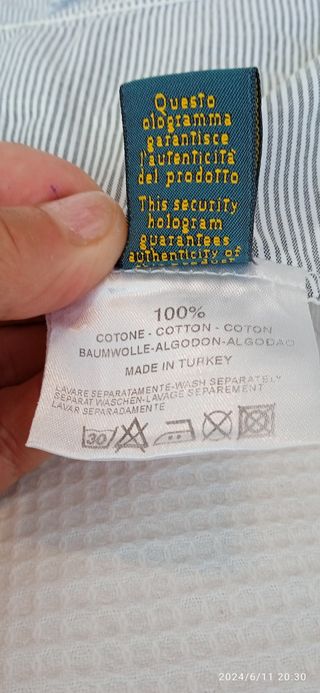 Questo
ologramma
garantisce
l'autenticità
del prodotto
This security
hologram
guarantees
authenticity of
this product
100%
COTONE - COTTON - COTON
BAUMWOLLE-ALGODON-ALGODAO
MADE IN TURKEY
LAVARE SEPARATAMENTE-WASH SEPARATELY
SEPARAT WASCHEN-LAVAGE SEPAREMENT
LAVAR SEPARADAMENTE
30
2024/6/11 20:30